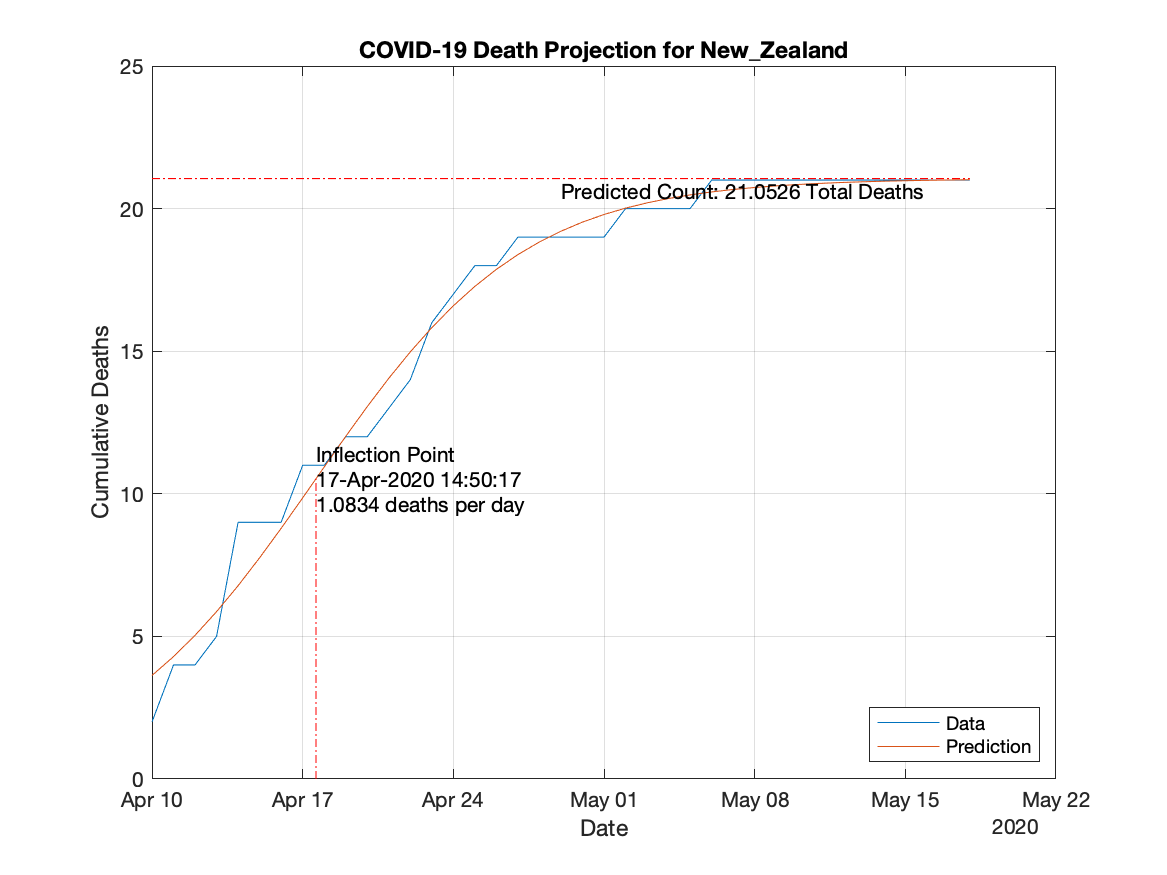 COVID-19 Death Projection for New_Zealand
25
20
15
10
5
0
Cumulative Deaths
Predicted Count: 21.0526 Total Deaths
Inflection Point
17-Apr-2020 14:50:17
1.0834 deaths per day
Data
Prediction
Apr 10 Apr 17 Apr 24 May 01 May 08 May 15 May 22
Date
2020